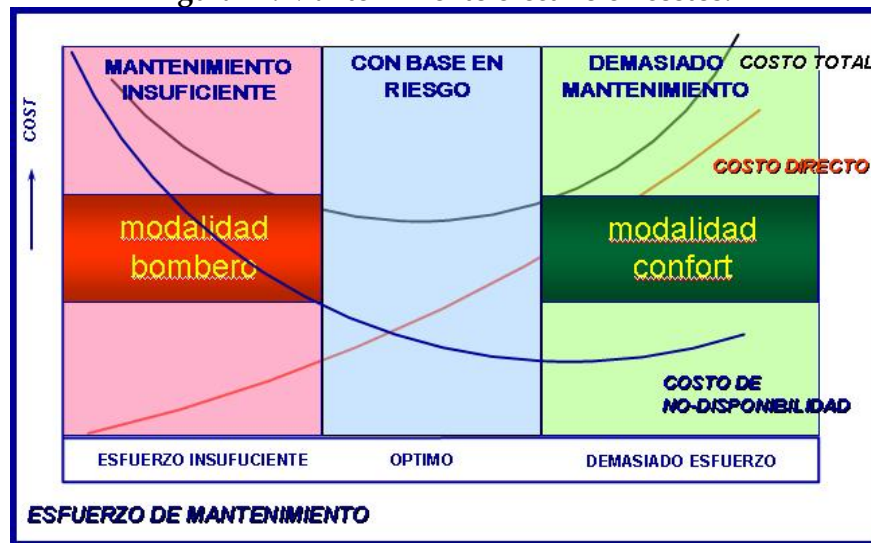 MANTENIMIENTO
INSUFICIENTE
CON BASE EN
RIESGO
DEMASIADO
MANTENIMIENTO
COSTO TOTAL
COST
COSTO DIRECTO
modalidad
bombero
modalidad
confort
COSTO DE
NO-DISPONIBILIDAD
ESFUERZO INSUFUCIENTE
OPTIMO
DEMASIADO ESFUERZO
ESFUERZO DE MANTENIMIENTO